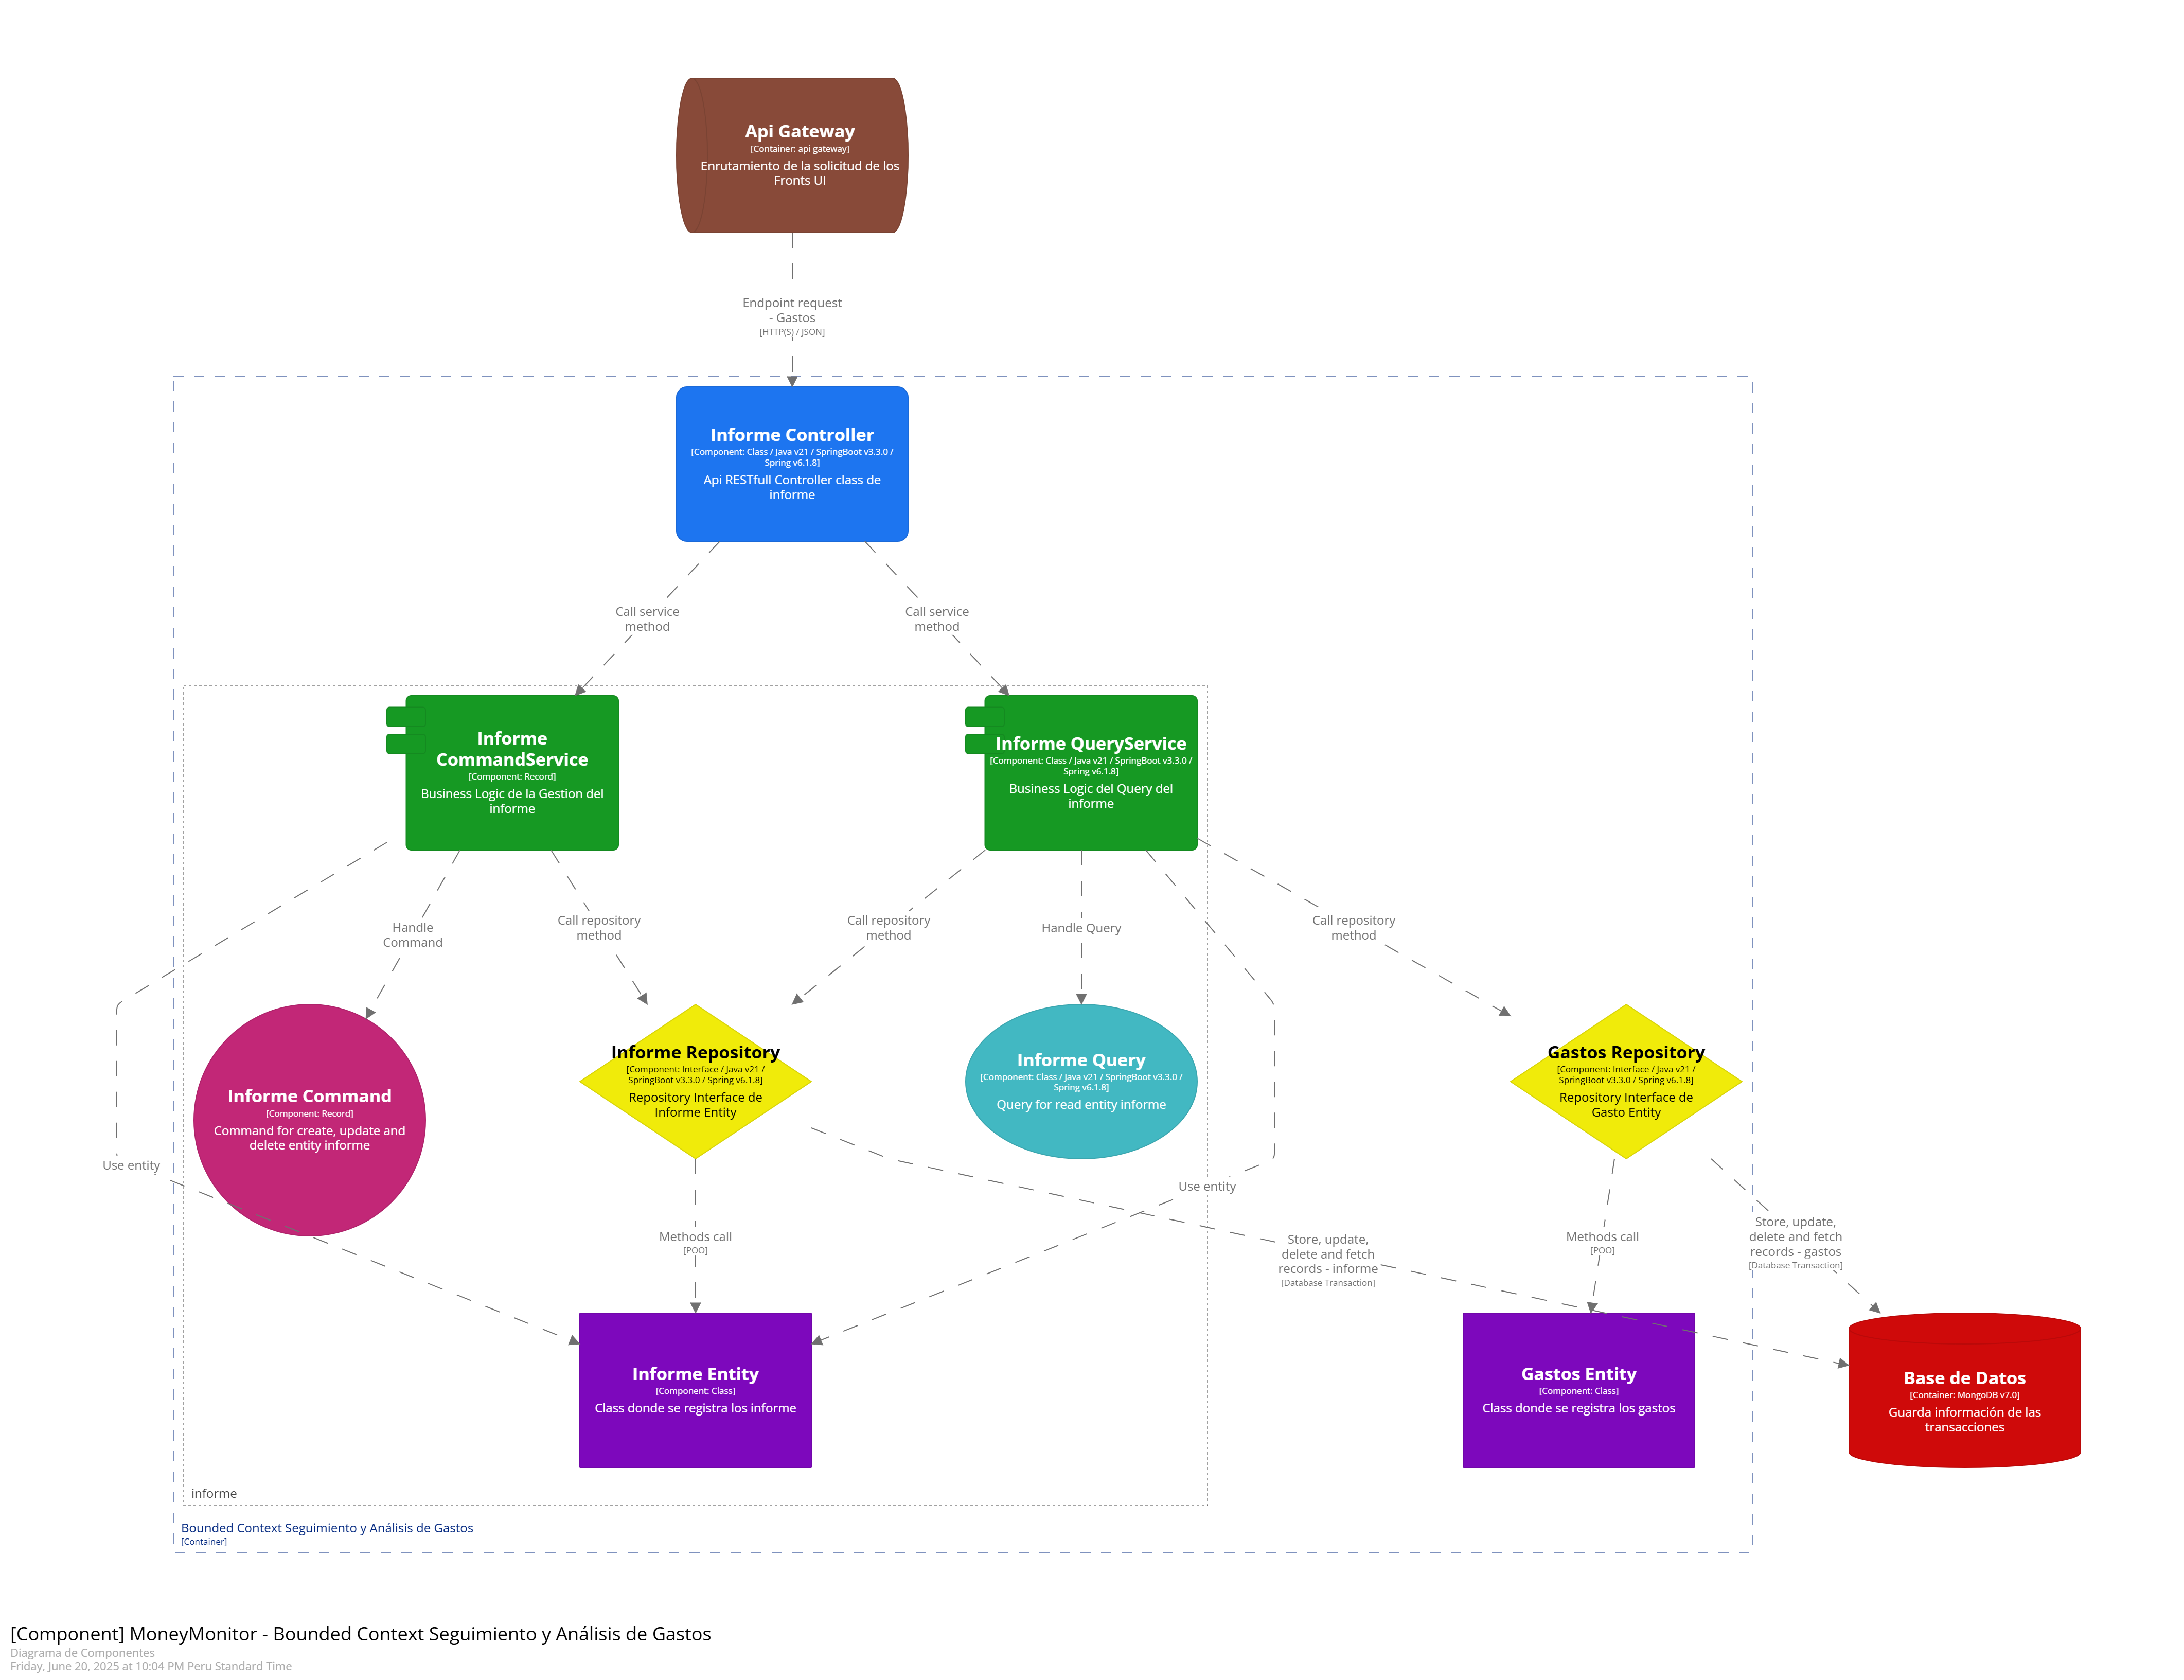 Api Gateway
[Container: api gateway]
Enrutamiento de la solicitud de los
Fronts UI
Endpoint request
- Gastos
[HTTP(S) / JSON]
Informe Controller
[Component: Class / Java v21 / SpringBoot v3.3.0 /
Spring v6.1.8]
Api RESTfull Controller class de
informe
Call service
method
Call service
method
Informe
CommandService
[Component: Record]
Business Logic de la Gestion del
informe
Informe QueryService
[Component: Class / Java v21 / SpringBoot v3.3.0 /
Spring v6.1.8]
Business Logic del Query del
informe
Handle
Command
Call repository
method
Call repository
method
Handle Query
Call repository
method
Informe Command
[Component: Record]
Command for create, update and
delete entity informe
Informe Repository
[Component: Interface / Java v21 /
SpringBoot v3.3.0 / Spring v6.1.8]
Repository Interface de
Informe Entity
Informe Query
[Component: Class / Java v21 / SpringBoot v3.3.0 /
Spring v6.1.8]
Query for read entity informe
Gastos Repository
[Component: Interface / Java v21 /
SpringBoot v3.3.0 / Spring v6.1.8]
Repository Interface de
Gasto Entity
Use entity
Use entity
Methods call
[POO]
Store, update,
delete and fetch
records - informe
[Database Transaction]
Methods call
[POO]
Store, update,
delete and fetch
records - gastos
[Database Transaction]
Informe Entity
[Component: Class]
Class donde se registra los informe
Gastos Entity
[Component: Class]
Class donde se registra los gastos
Base de Datos
[Container: MongoDB v7.0]
Guarda información de las
transacciones
informe
Bounded Context Seguimiento y Análisis de Gastos
[Container]
[Component] MoneyMonitor - Bounded Context Seguimiento y Análisis de Gastos
Diagrama de Componentes
Friday, June 20, 2025 at 10:04 PM Peru Standard Time